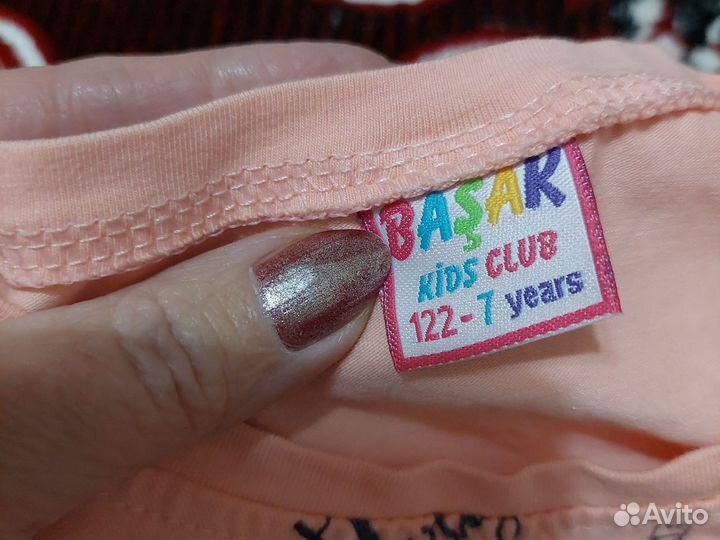 BAŞAK
KiDS CLUB
122-7 years
Avito